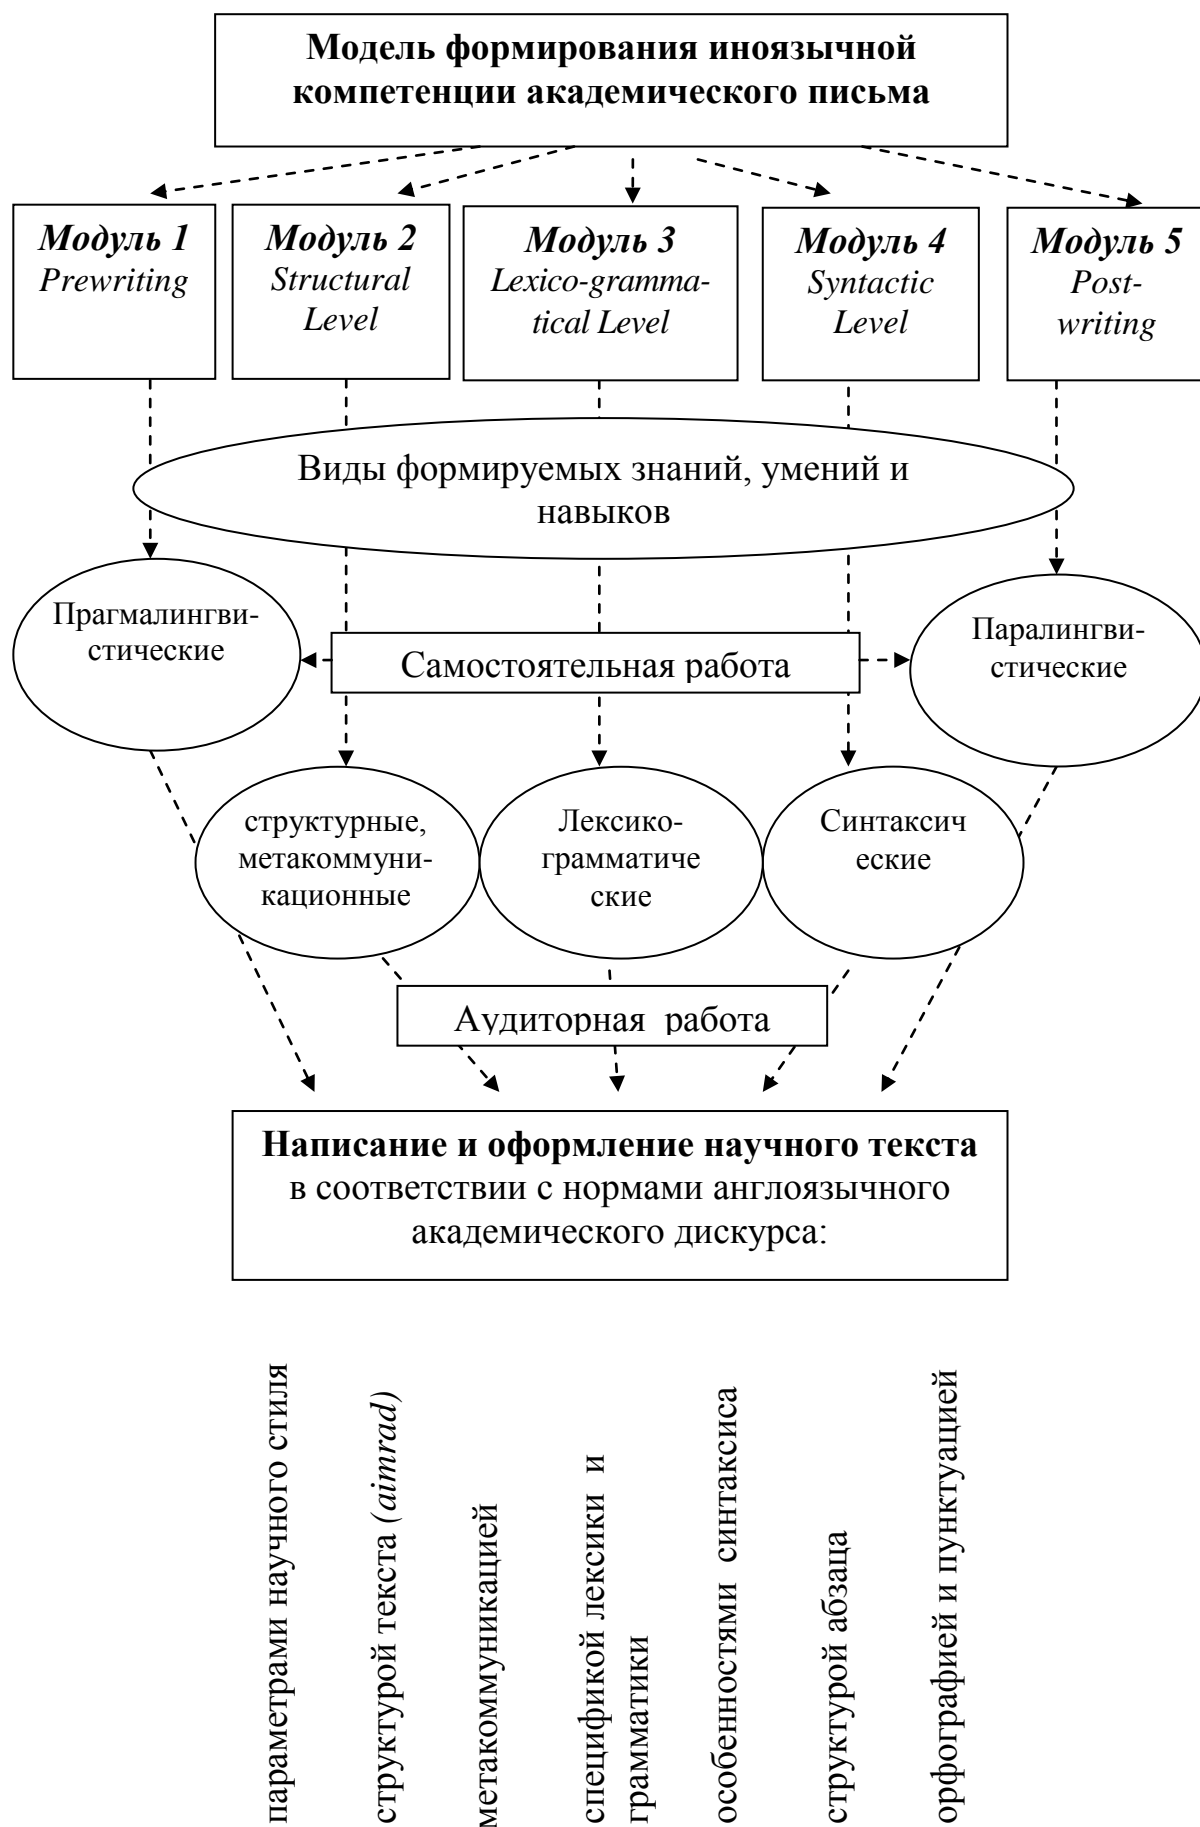 Модель формирования иноязычной
компетенции академического письма
Модуль 1
Prewriting
Модуль 2
Structural
Level
Модуль 3
Lexico-gramma-
tical Level
Модуль 4
Syntactic
Level
Модуль 5
Post-
writing
Виды формируемых знаний, умений и
навыков
Прагмалингви-
стические
Самостоятельная работа
Паралингви-
стические
структурные,
метакоммуни-
кационные
Лексико-
грамматиче
ские
Синтаксич
еские
Аудиторная работа
Написание и оформление научного текста
в соответствии с нормами англоязычного
академического дискурса:
параметрами научного стиля
структурой текста (aimrad)
метакоммуникацией
спецификой лексики и
грамматики
особенностями синтаксиса
структурой абзаца
орфографией и пунктуацией